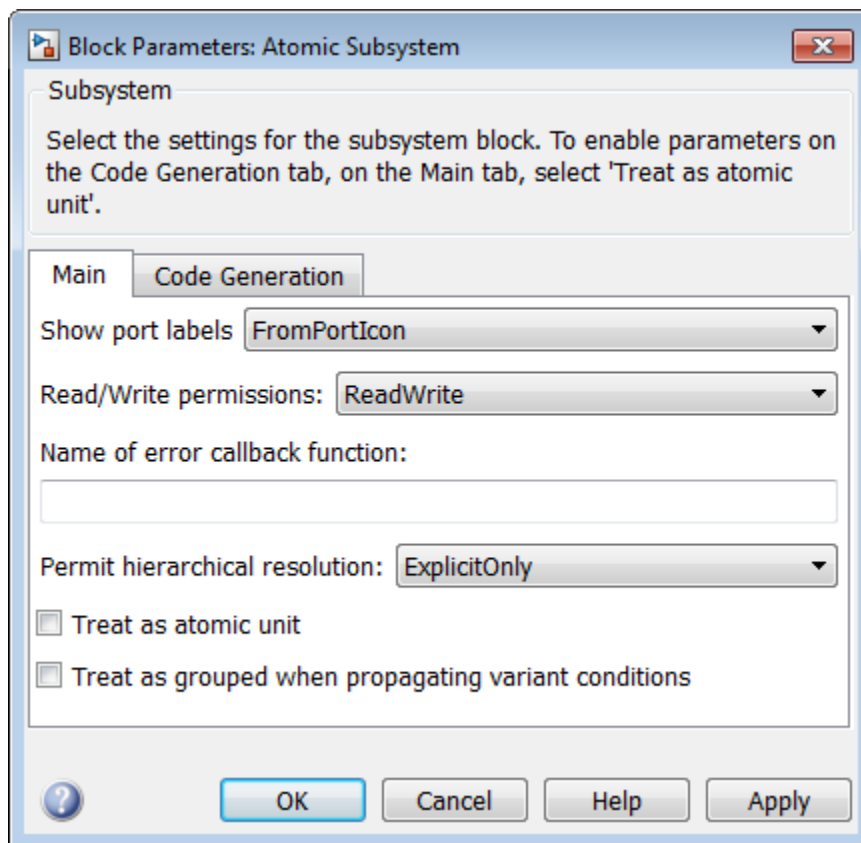 Block Parameters: Atomic Subsystem
Subsystem
Select the settings for the subsystem block. To enable parameters on
the Code Generation tab, on the Main tab, select 'Treat as atomic
unit'.
Main Code Generation
Show port labels FromPortIcon
Read/Write permissions: ReadWrite
Name of error callback function:
Permit hierarchical resolution: ExplicitOnly
Treat as atomic unit
Treat as grouped when propagating variant conditions
? OK Cancel Help Apply